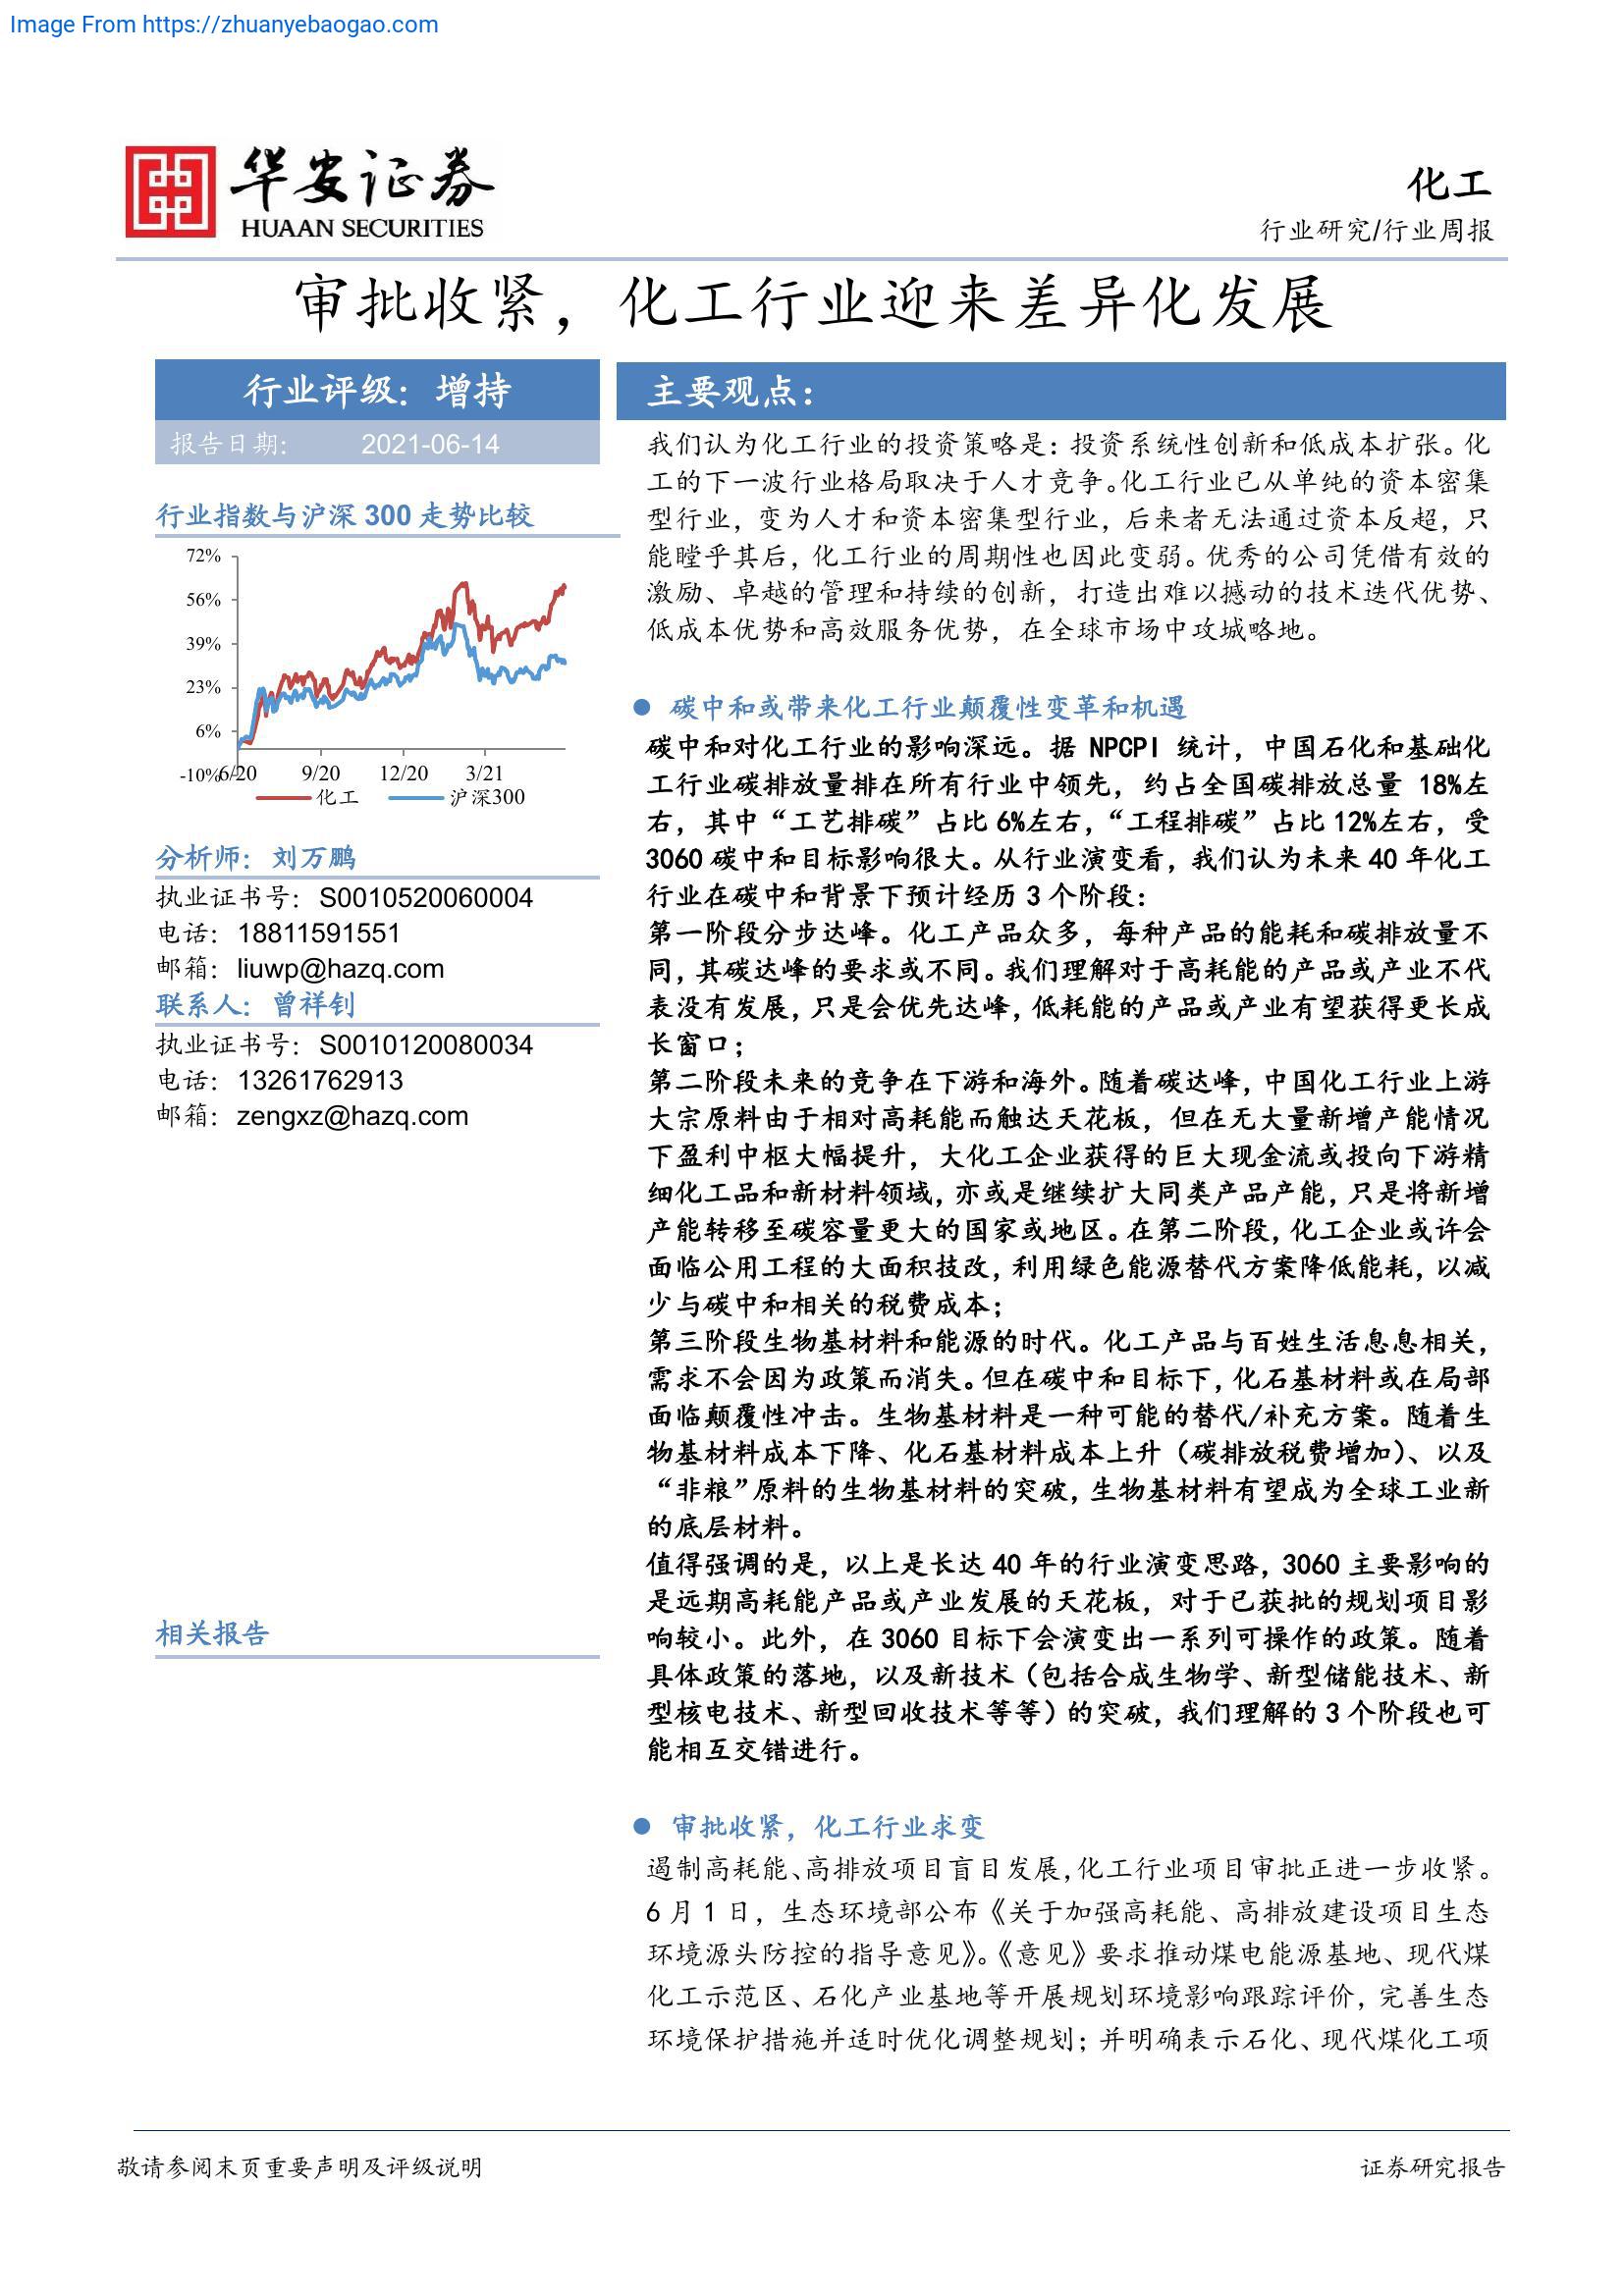 Image From https://zhuanyebaogao.com
华安证券
HUAAN SECURITIES
化工
行业研究/行业周报
审批收紧，化工行业迎来差异化发展
行业评级：增持
报告日期： 2021-06-14
行业指数与沪深 300 走势比较
72%
56%
39%
23%
6%
-10%
6/20 9/20 12/20 3/21
化工 沪深300
分析师：刘万鹏
执业证书号：S0010520060004
电话：18811591551
邮箱：liuwp@hazq.com
联系人：曾祥钊
执业证书号：S0010120080034
电话：13261762913
邮箱：zengxz@hazq.com
相关报告
主要观点：
我们认为化工行业的投资策略是：投资系统性创新和低成本扩张。化
工的下一波行业格局取决于人才竞争。化工行业已从单纯的资本密集
型行业，变为人才和资本密集型行业，后来者无法通过资本反超，只
能瞠乎其后，化工行业的周期性也因此变弱。优秀的公司凭借有效的
激励、卓越的管理和持续的创新，打造出难以撼动的技术迭代优势、
低成本优势和高效服务优势，在全球市场中攻城略地。
● 碳中和或带来化工行业颠覆性变革和机遇
碳中和对化工行业的影响深远。据 NPCPI 统计，中国石化和基础化
工行业碳排放量排在所有行业中领先，约占全国碳排放总量 18%左
右，其中“工艺排碳”占比 6%左右，“工程排碳”占比 12%左右，受
3060 碳中和目标影响很大。从行业演变看，我们认为未来 40 年化工
行业在碳中和背景下预计经历 3 个阶段：
第一阶段分步达峰。化工产品众多，每种产品的能耗和碳排放量不
同，其碳达峰的要求或不同。我们理解对于高耗能的产品或产业不代
表没有发展，只是会优先达峰，低耗能的产品或产业有望获得更长成
长窗口；
第二阶段未来的竞争在下游和海外。随着碳达峰，中国化工行业上游
大宗原料由于相对高耗能而触达天花板，但在无大量新增产能情况
下盈利中枢大幅提升，大化工企业获得的巨大现金流或投向下游精
细化工品和新材料领域，亦或是继续扩大同类产品产能，只是将新增
产能转移至碳容量更大的国家或地区。在第二阶段，化工企业或许会
面临公用工程的大面积技改，利用绿色能源替代方案降低能耗，以减
少与碳中和相关的税费成本；
第三阶段生物基材料和能源的时代。化工产品与百姓生活息息相关，
需求不会因为政策而消失。但在碳中和目标下，化石基材料或在局部
面临颠覆性冲击。生物基材料是一种可能的替代/补充方案。随着生
物基材料成本下降、化石基材料成本上升（碳排放税费增加）、以及
“非粮”原料的生物基材料的突破，生物基材料有望成为全球工业新
的底层材料。
值得强调的是，以上是长达 40 年的行业演变思路，3060 主要影响的
是远期高耗能产品或产业发展的天花板，对于已获批的规划项目影
响较小。此外，在 3060 目标下会演变出一系列可操作的政策。随着
具体政策的落地，以及新技术（包括合成生物学、新型储能技术、新
型核电技术、新型回收技术等等）的突破，我们理解的 3 个阶段也可
能相互交错进行。
● 审批收紧，化工行业求变
遏制高耗能、高排放项目盲目发展，化工行业项目审批正进一步收紧。
6 月 1 日，生态环境部公布《关于加强高耗能、高排放建设项目生态
环境源头防控的指导意见》。《意见》要求推动煤电能源基地、现代煤
化工示范区、石化产业基地等开展规划环境影响跟踪评价，完善生态
环境保护措施并适时优化调整规划；并明确表示石化、现代煤化工项
敬请参阅末页重要声明及评级说明
证券研究报告